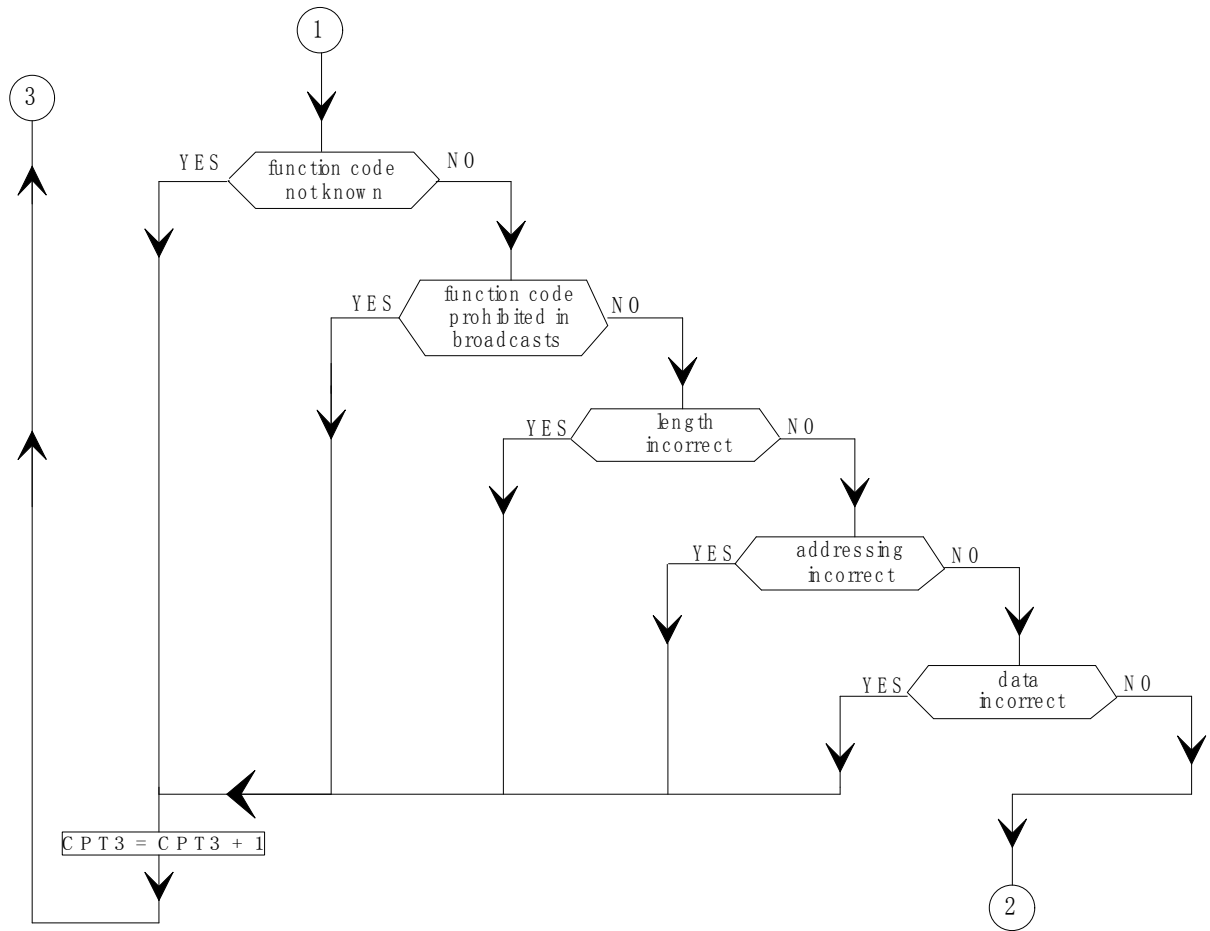 1
3
YES
function code
not known
NO
YES
function code
prohibited in
broadcasts
NO
YES
length
incorrect
NO
YES
addressing
incorrect
NO
YES
data
incorrect
NO
CPT3 = CPT3 + 1
2